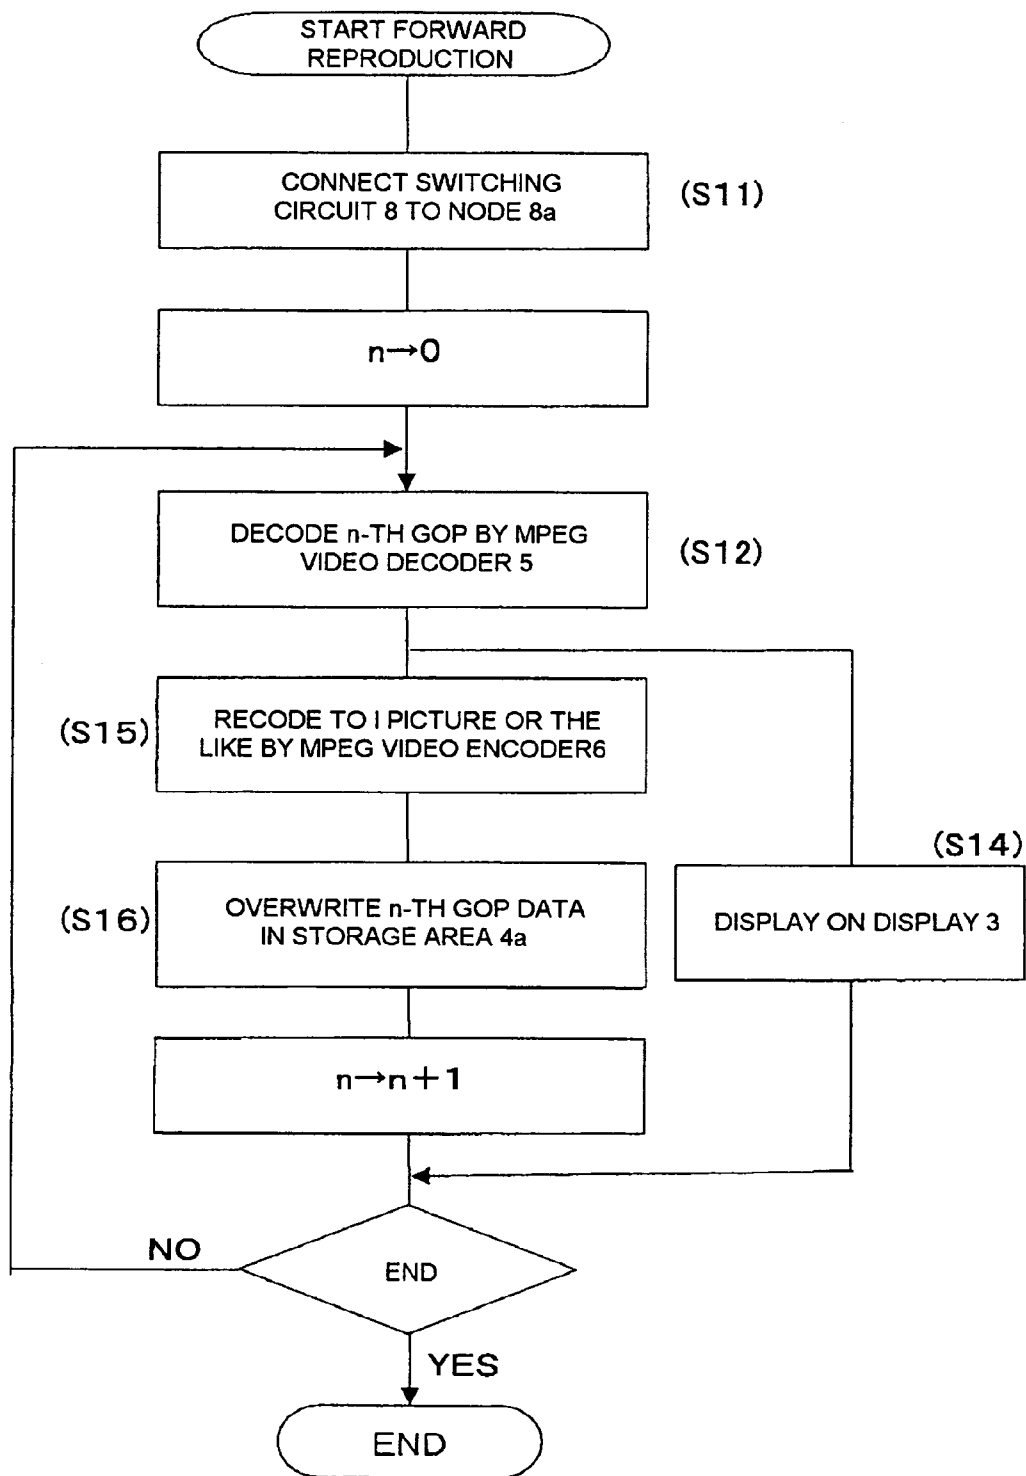 START FORWARD
REPRODUCTION
CONNECT SWITCHING
CIRCUIT 8 TO NODE 8a
(S11)
n→0
DECODE n-TH GOP BY MPEG
VIDEO DECODER 5
(S12)
(S15)
RECODE TO I PICTURE OR THE
LIKE BY MPEG VIDEO ENCODER6
(S14)
(S16)
OVERWRITE n-TH GOP DATA
IN STORAGE AREA 4a
DISPLAY ON DISPLAY 3
n→n+1
NO
END
YES
END